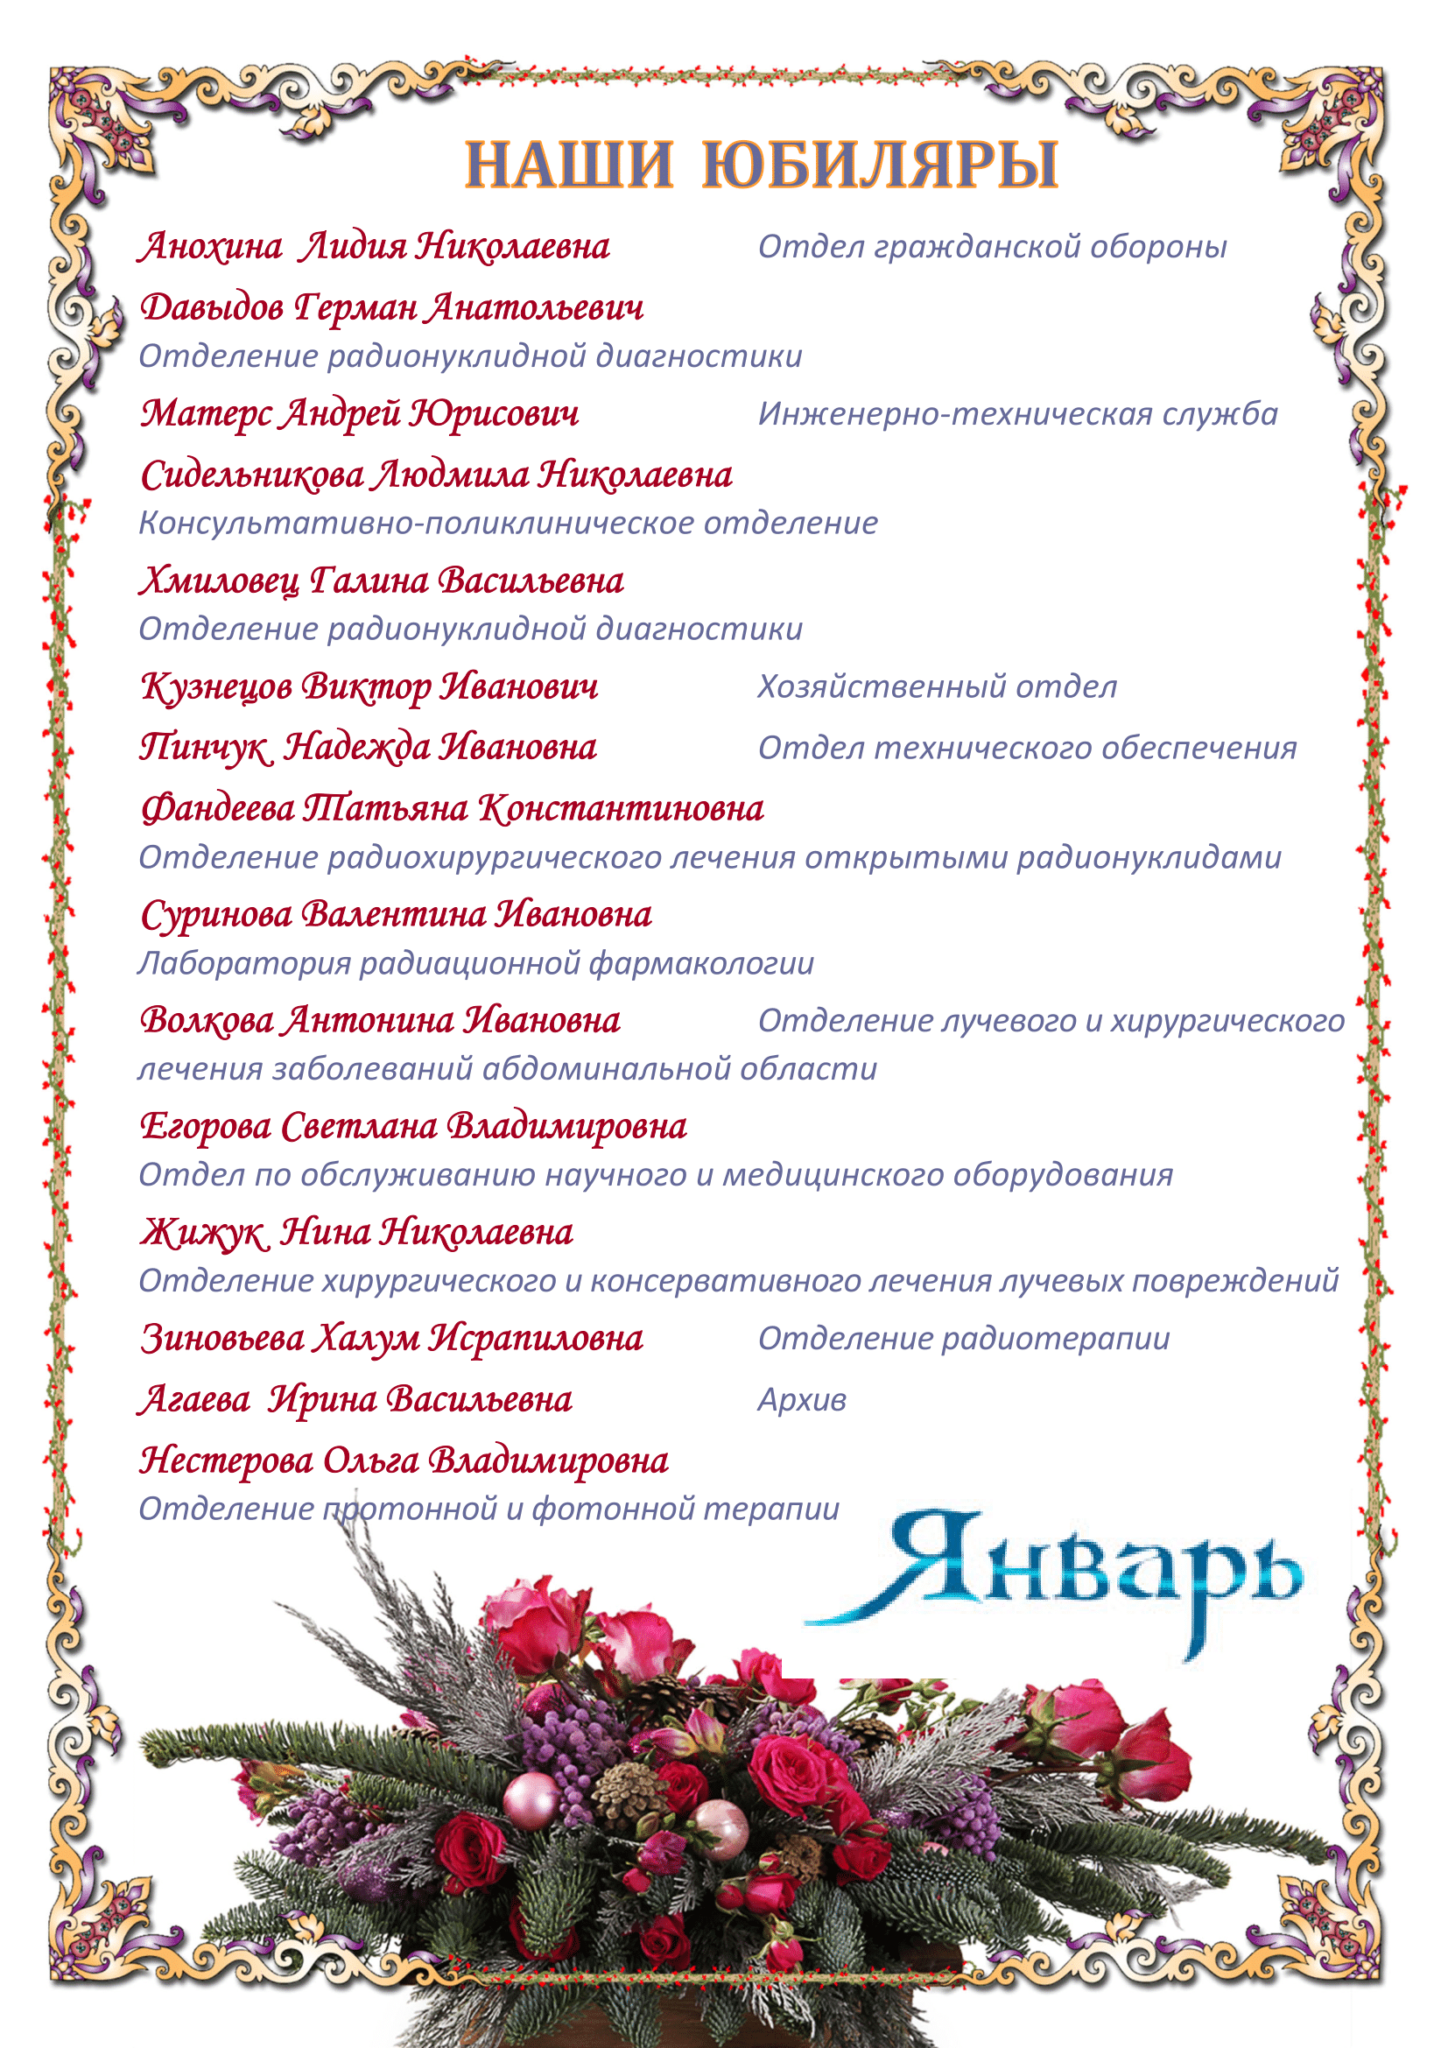 НАШИ ЮБИЛЯРЫ
Анохина Лидия Николаевна Отдел гражданской обороны
Давыдов Герман Анатольевич
Отделение радионуклидной диагностики
Матерс Андрей Юрисович Инженерно-техническая служба
Сидельникова Людмила Николаевна
Консультативно-поликлиническое отделение
Хмиловец Галина Васильевна
Отделение радионуклидной диагностики
Кузнецов Виктор Иванович Хозяйственный отдел
Пинчук Надежда Ивановна Отдел технического обеспечения
Фандеева Татьяна Константиновна
Отделение радиохирургического лечения открытыми радионуклидами
Суринова Валентина Ивановна
Лаборатория радиационной фармакологии
Волкова Антонина Ивановна Отделение лучевого и хирургического
лечения заболеваний абдоминальной области
Егорова Светлана Владимировна
Отдел по обслуживанию научного и медицинского оборудования
Жижук Нина Николаевна
Отделение хирургического и консервативного лечения лучевых повреждений
Зиновьева Халум Исрапиловна Отделение радиотерапии
Агаева Ирина Васильевна Архив
Нестерова Ольга Владимировна
Отделение протонной и фотонной терапии
Январь